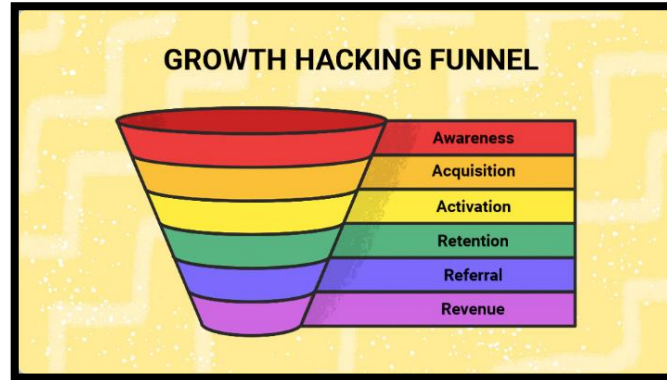 GROWTH HACKING FUNNEL
Awareness
Acquisition
Activation
Retention
Referral
Revenue